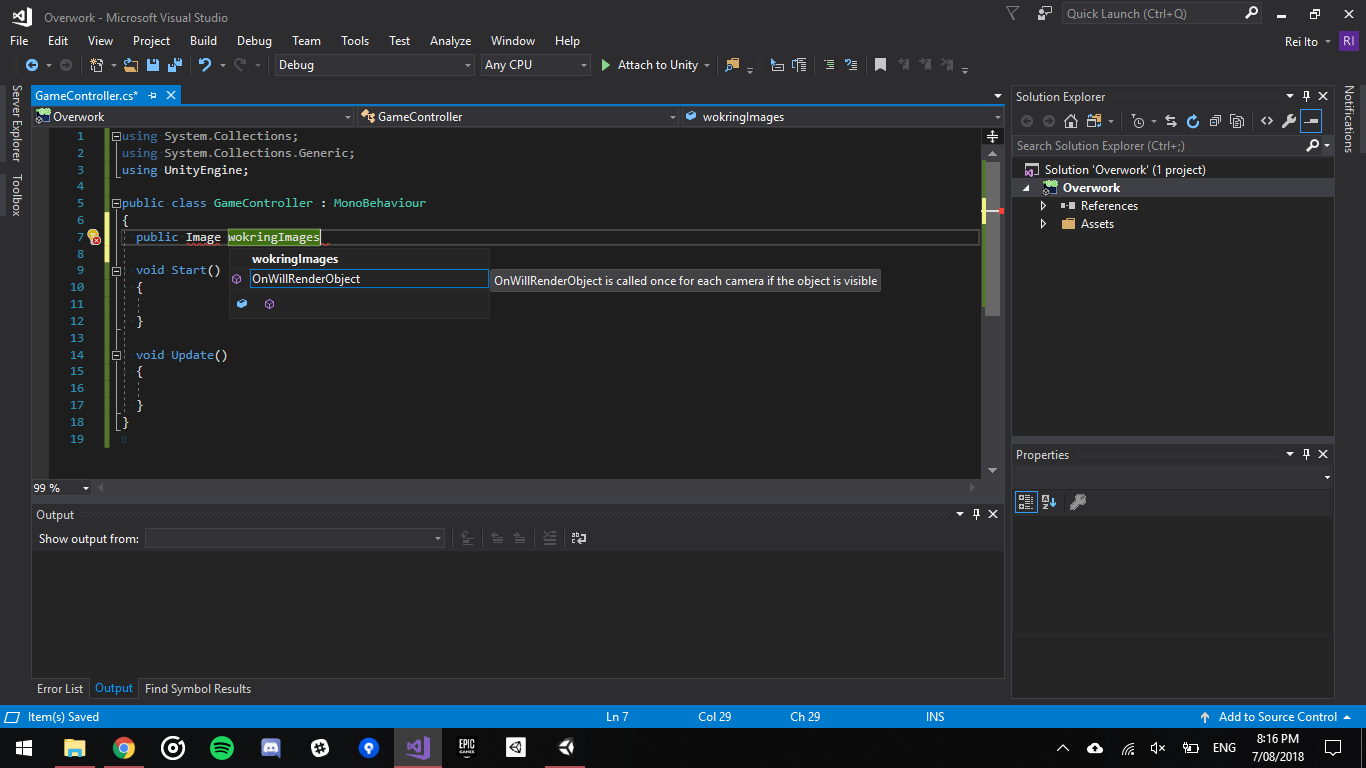 Overwork - Microsoft Visual Studio
Quick Launch (Ctrl+Q)
File Edit View Project Build Debug Team Tools Test Analyze Window Help
Rei Ito RI
Debug Any CPU Attach to Unity
Server Explorer
Toolbox
GameController.cs*
Overwork GameController wokringImages
1 using System.Collections;
2 using System.Collections.Generic;
3 using UnityEngine;
4
5 public class GameController : MonoBehaviour
6 {
7 public Image wokringImages
8
wokringImages
9 void Start()
OnWillRenderObject
OnWillRenderObject is called once for each camera if the object is visible
10 {
11
12 }
13
14 void Update()
15 {
16
17 }
18 }
19
99 %
Output
Show output from:
Error List Output Find Symbol Results
Solution Explorer
Search Solution Explorer (Ctrl+;)
Solution 'Overwork' (1 project)
Overwork
References
Assets
Properties
Notifications
Item(s) Saved Ln 7 Col 29 Ch 29 INS Add to Source Control
EPIC GAMES
ENG
8:16 PM
7/08/2018